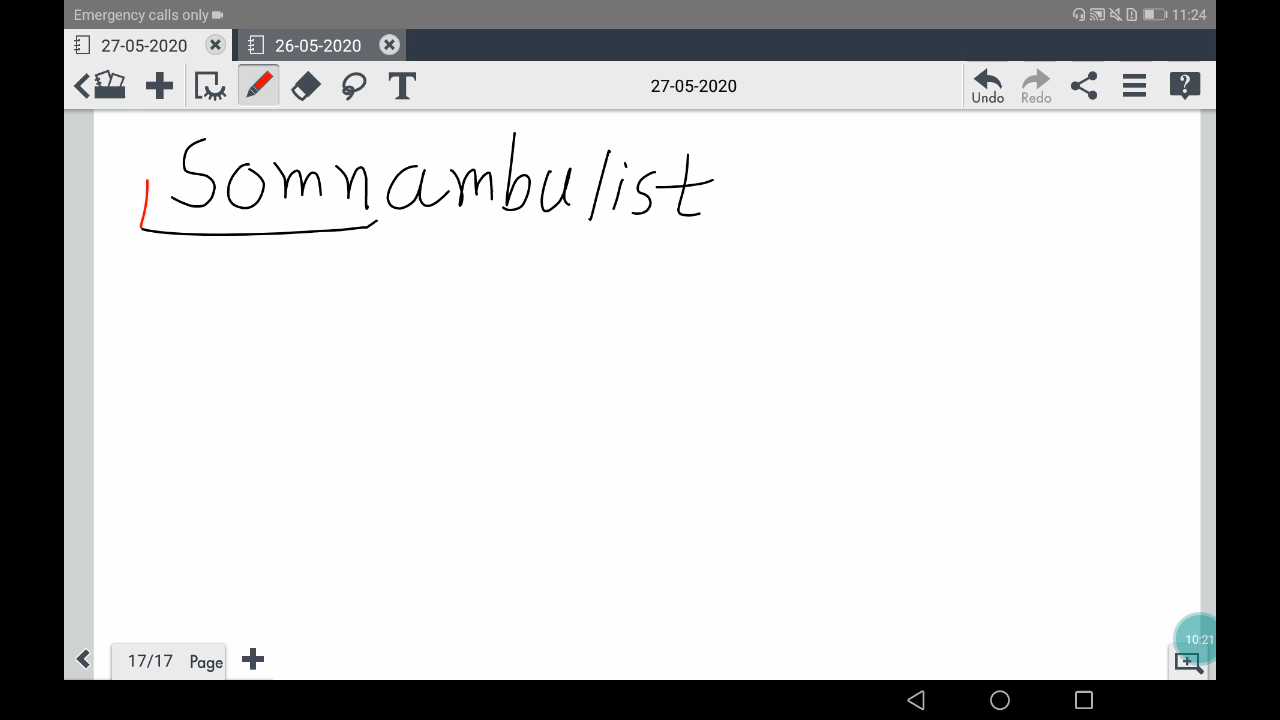 Emergency calls only 11:24
27-05-2020 26-05-2020
T 27-05-2020 Undo Redo ?
Somnambulist
10:21
17/17 Page